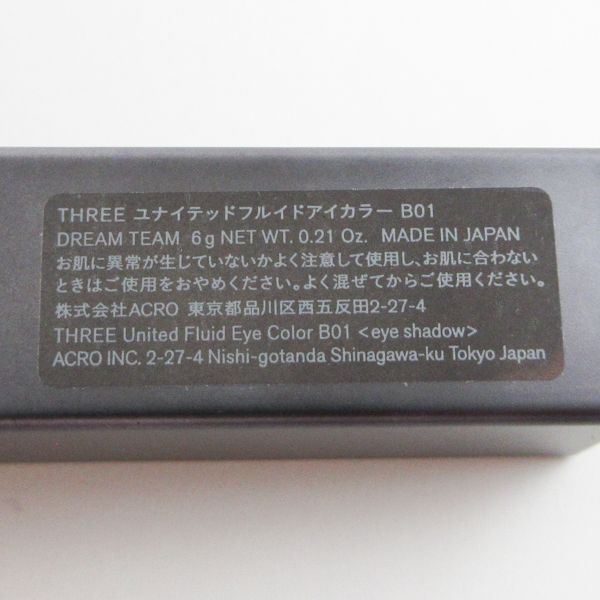 THREE ユナイテッドフルイドアイカラー B01
DREAM TEAM 6g NET WT. 0.21 Oz. MADE IN JAPAN
お肌に異常が生じていないかよく注意して使用し、お肌に合わない
ときはご使用をおやめください。よく混ぜてからご使用ください。
株式会社ACRO 東京都品川区西五反田2-27-4
THREE United Fluid Eye Color B01 <eye shadow>
ACRO INC. 2-27-4 Nishi-gotanda Shinagawa-ku Tokyo Japan